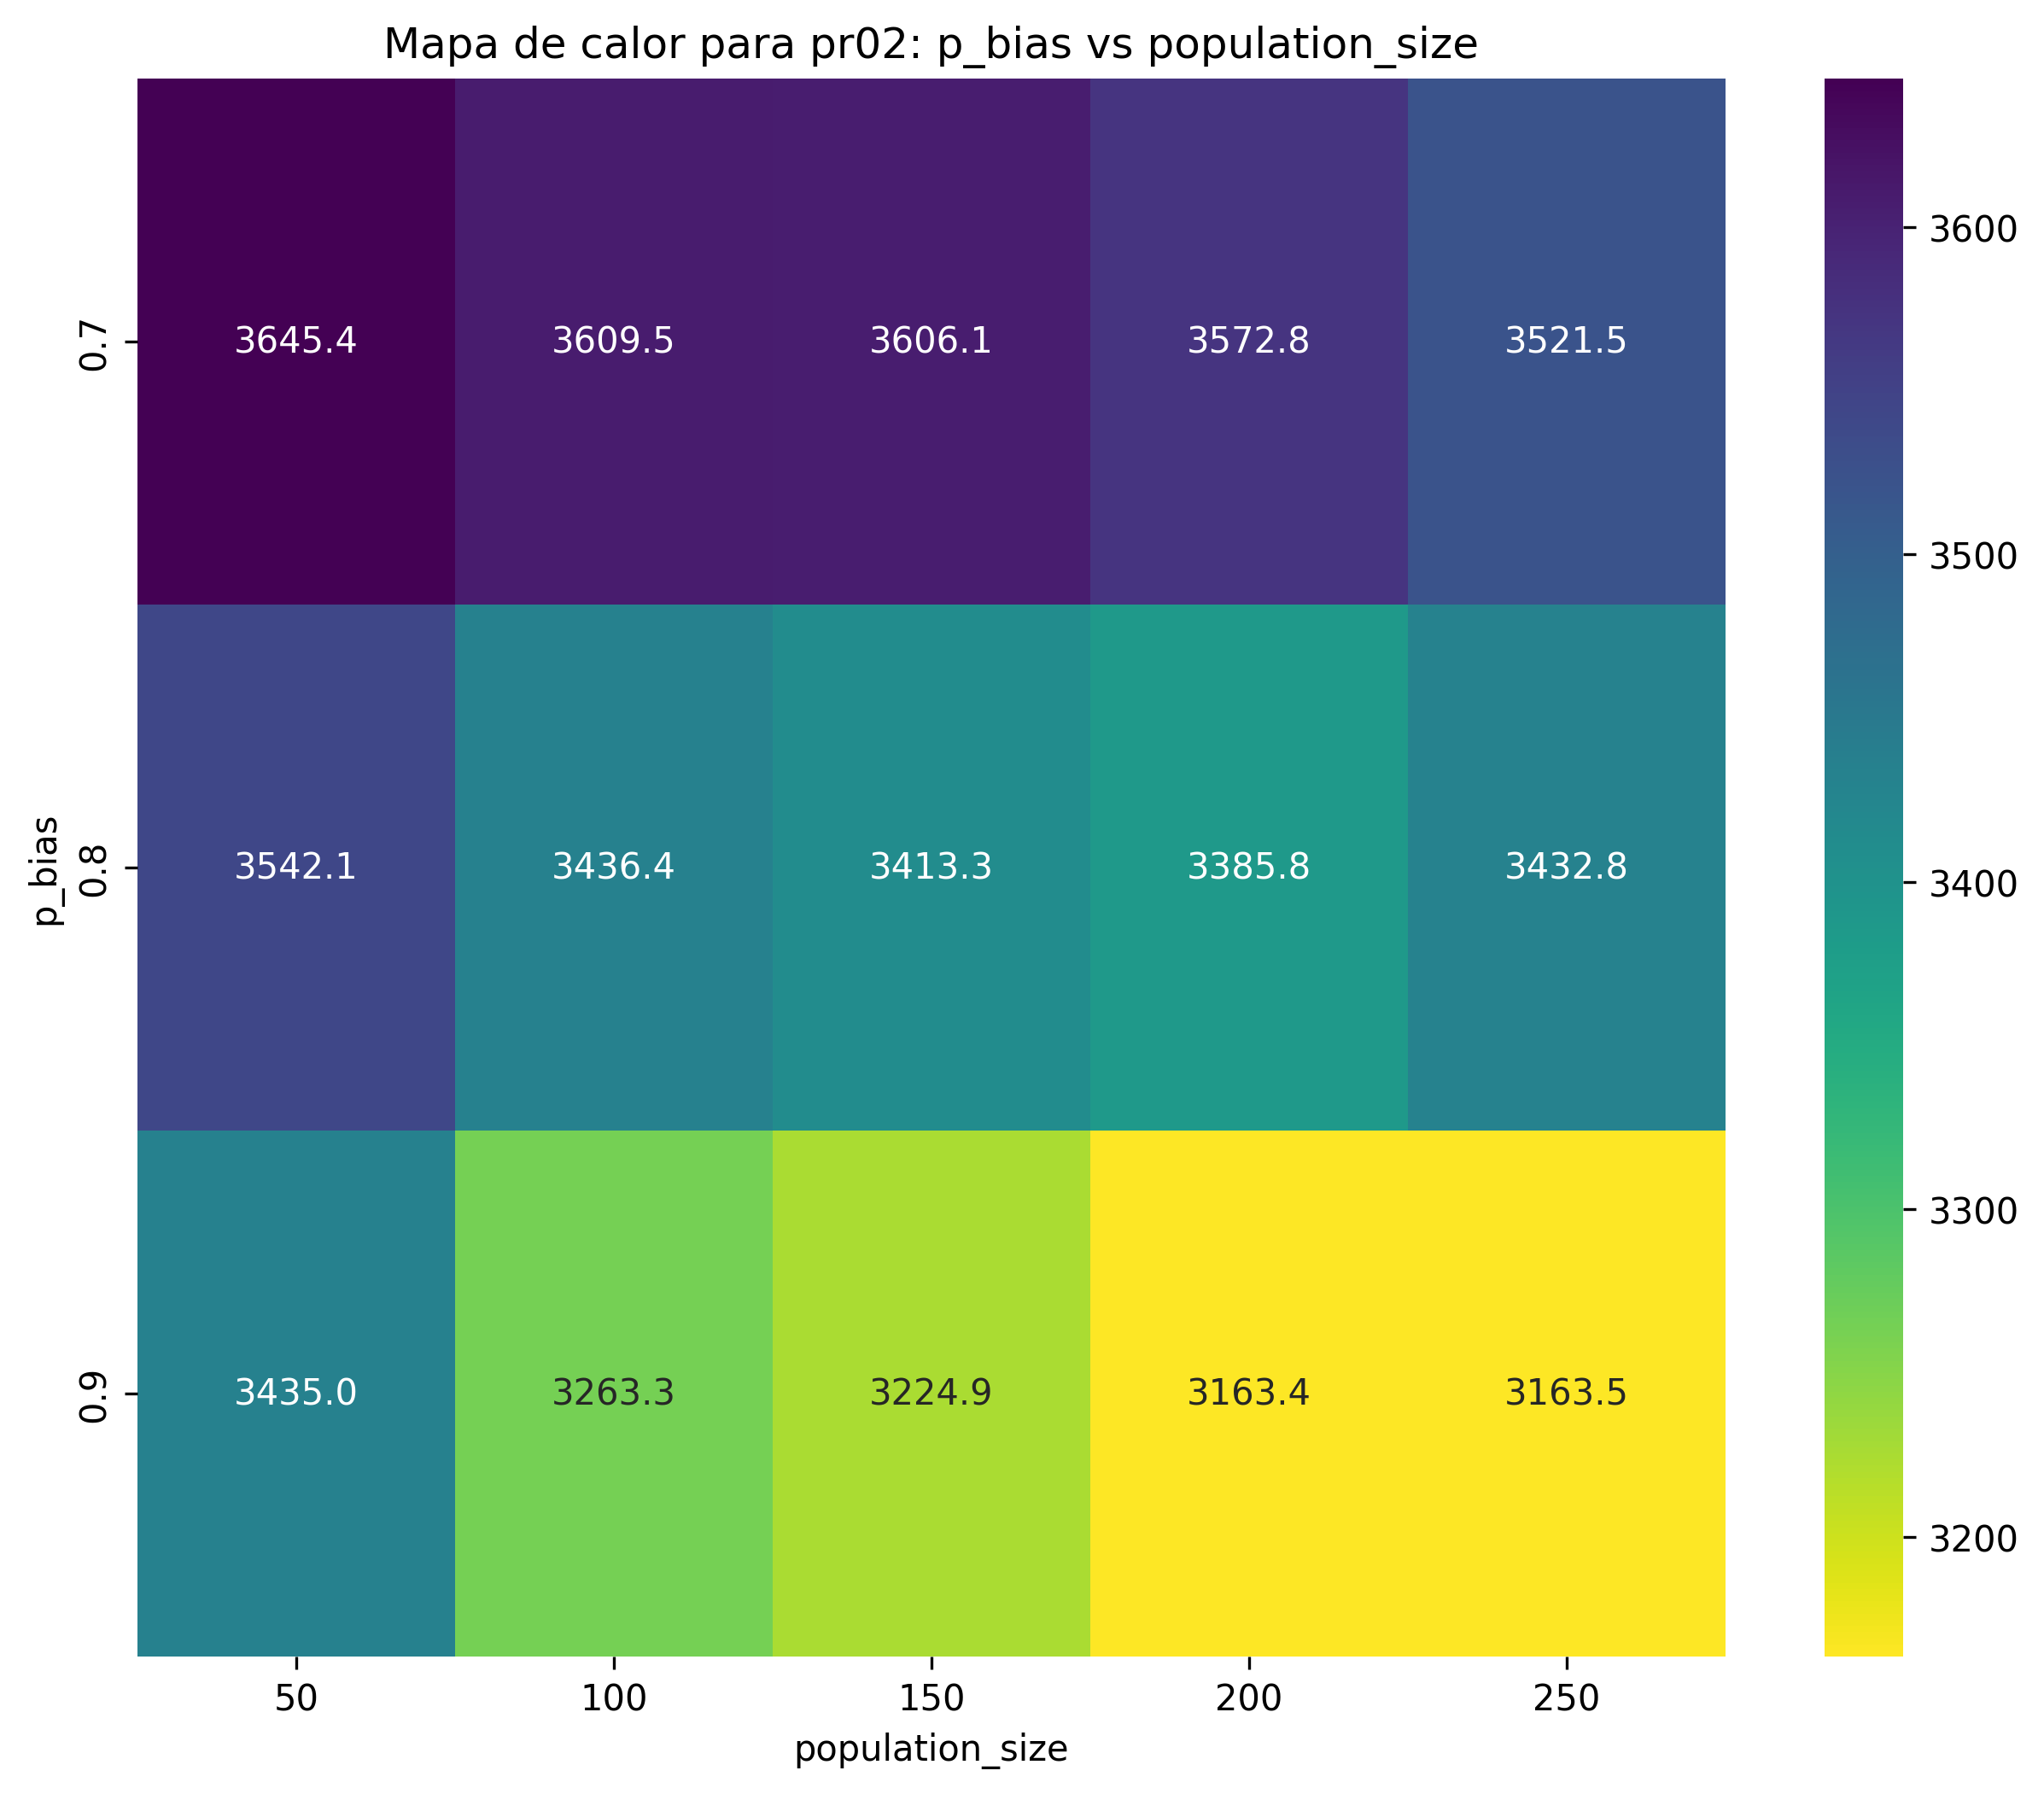 Mapa de calor para pr02: p_bias vs population_size
3600
3500
3400
3300
3200
p_bias
0.7
3645.4 3609.5 3606.1 3572.8 3521.5
0.8
3542.1 3436.4 3413.3 3385.8 3432.8
0.9
3435.0 3263.3 3224.9 3163.4 3163.5
50 100 150 200 250
population_size